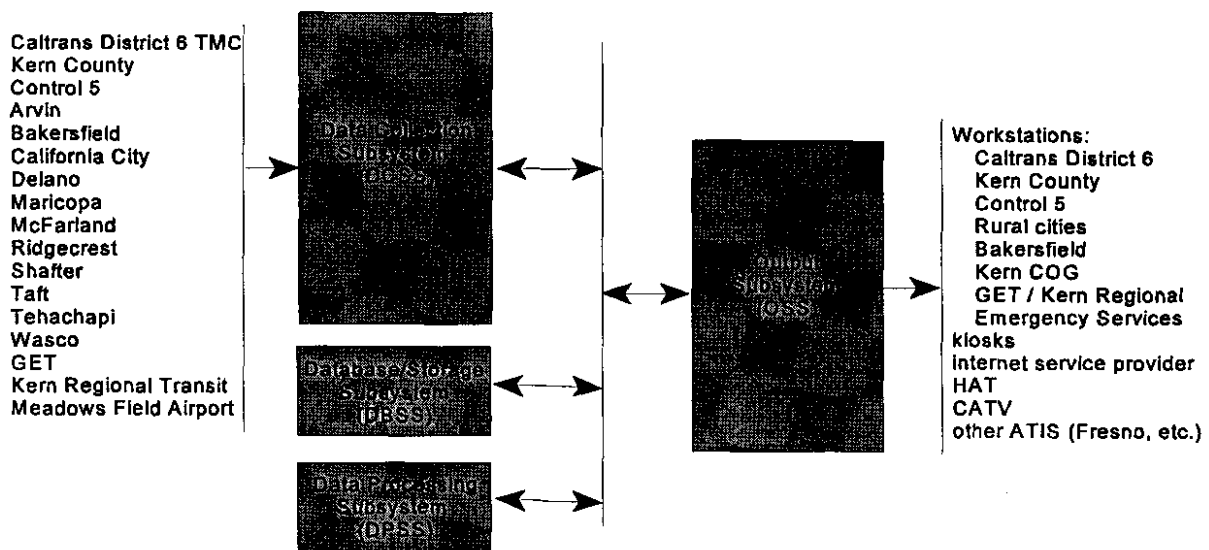 Caltrans District 6 TMC
Kern County
Control 5
Arvin
Bakersfield
California City
Delano
Maricopa
McFarland
Ridgecrest
Shafter
Taft
Tehachapi
Wasco
GET
Kern Regional Transit
Meadows Field Airport
Data Collection
Subsystem
(DCSS)
Database/Storage
Subsystem
(DBSS)
Data Processing
Subsystem
(DPSS)
Output
Subsystem
(OSS)
Workstations:
Caltrans District 6
Kern County
Control 5
Rural cities
Bakersfield
Kern COG
GET / Kern Regional
Emergency Services
kiosks
internet service provider
HAT
CATV
other ATIS (Fresno, etc.)